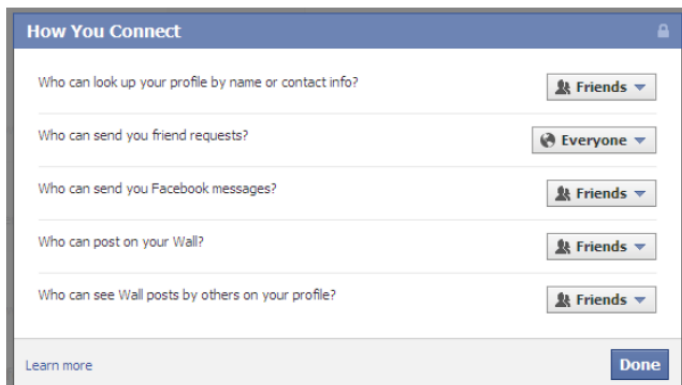 How You Connect
Who can look up your profile by name or contact info?
Friends
Who can send you friend requests?
Everyone
Who can send you Facebook messages?
Friends
Who can post on your Wall?
Friends
Who can see Wall posts by others on your profile?
Friends
Learn more
Done